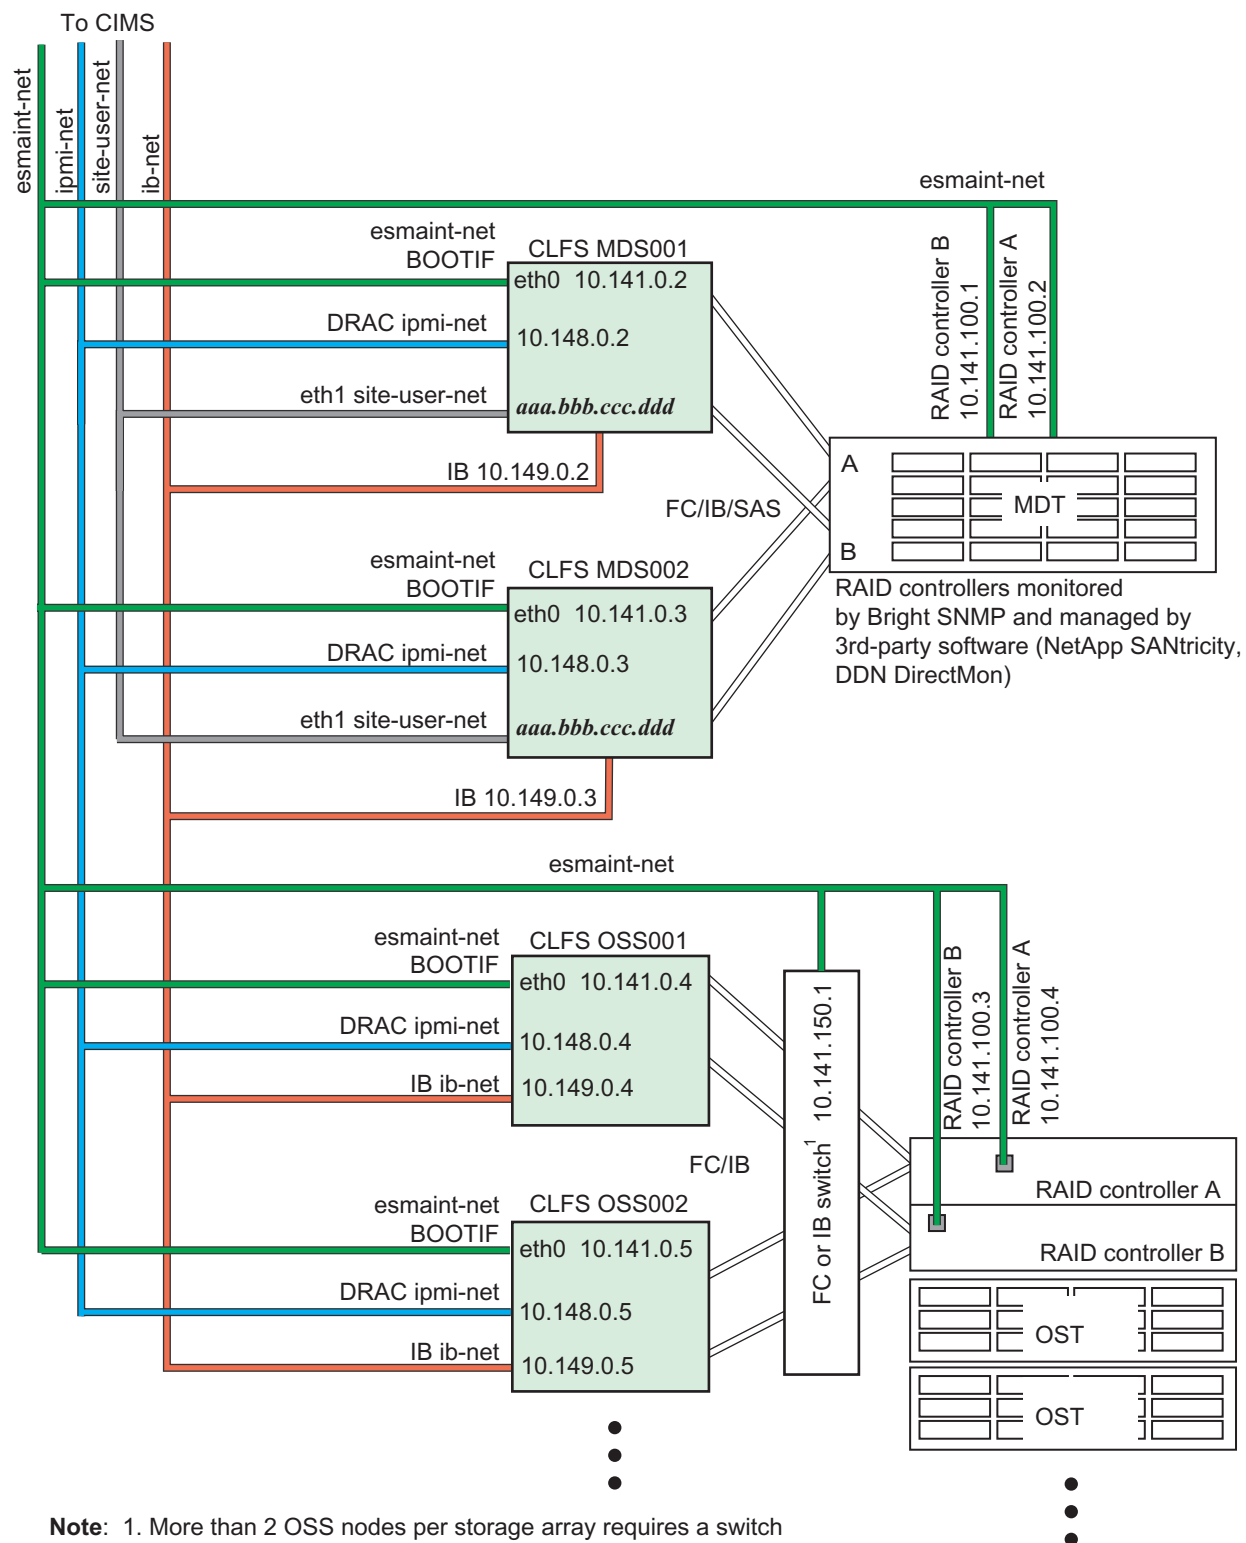 To CIMS
esmaint-net
ipmi-net
site-user-net
ib-net
esmaint-net
RAID controller B
10.141.100.1
RAID controller A
10.141.100.2
esmaint-net
BOOTIF
CLFS MDS001
eth0 10.141.0.2
DRAC ipmi-net
10.148.0.2
eth1 site-user-net
aaa.bbb.ccc.ddd
IB 10.149.0.2
FC/IB/SAS
A
B
MDT
RAID controllers monitored
by Bright SNMP and managed by
3rd-party software (NetApp SANtricity,
DDN DirectMon)
esmaint-net
BOOTIF
CLFS MDS002
eth0 10.141.0.3
DRAC ipmi-net
10.148.0.3
eth1 site-user-net
aaa.bbb.ccc.ddd
IB 10.149.0.3
esmaint-net
esmaint-net
BOOTIF
CLFS OSS001
eth0 10.141.0.4
DRAC ipmi-net
10.148.0.4
IB ib-net
10.149.0.4
FC/IB
FC or IB switch¹ 10.141.150.1
RAID controller B
10.141.100.3
RAID controller A
10.141.100.4
RAID controller A
RAID controller B
esmaint-net
BOOTIF
CLFS OSS002
eth0 10.141.0.5
DRAC ipmi-net
10.148.0.5
IB ib-net
10.149.0.5
OST
OST
Note: 1. More than 2 OSS nodes per storage array requires a switch